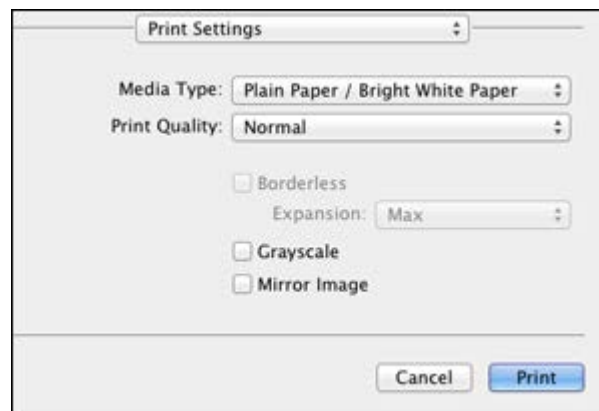 Print Settings
Media Type: Plain Paper / Bright White Paper
Print Quality: Normal
Borderless
Expansion: Max
Grayscale
Mirror Image
Cancel Print